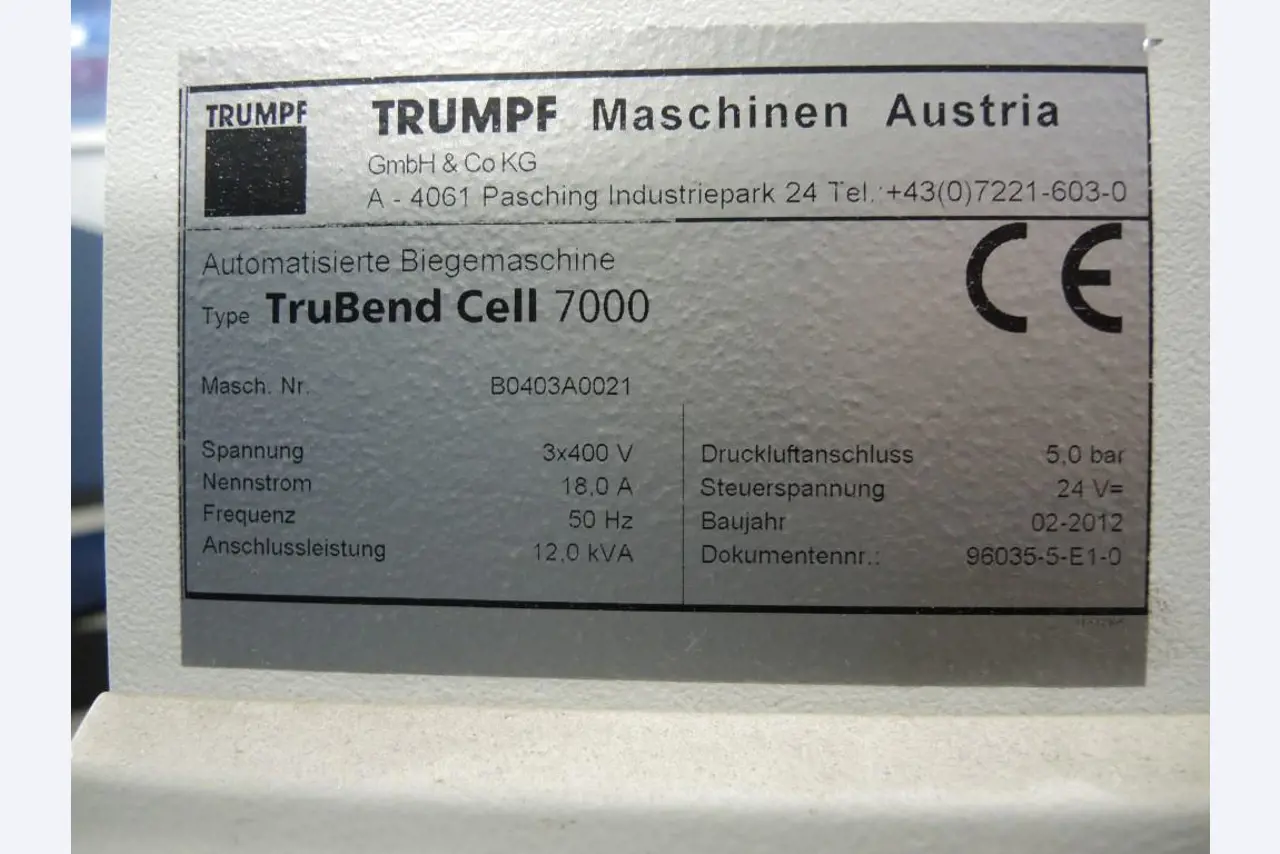 TRUMPF
TRUMPF Maschinen Austria
GmbH & Co KG
A - 4061 Pasching Industriepark 24 Tel.:+43(0)7221-603-0
Automatisierte Biegemaschine
CE
Type TruBend Cell 7000
Masch. Nr. B0403A0021
Spannung 3x400 V
Nennstrom 18,0 A
Frequenz 50 Hz
Anschlussleistung 12,0 kVA
Druckluftanschluss 5,0 bar
Steuerspannung 24 V=
Baujahr 02-2012
Dokumentennr.: 96035-5-E1-0